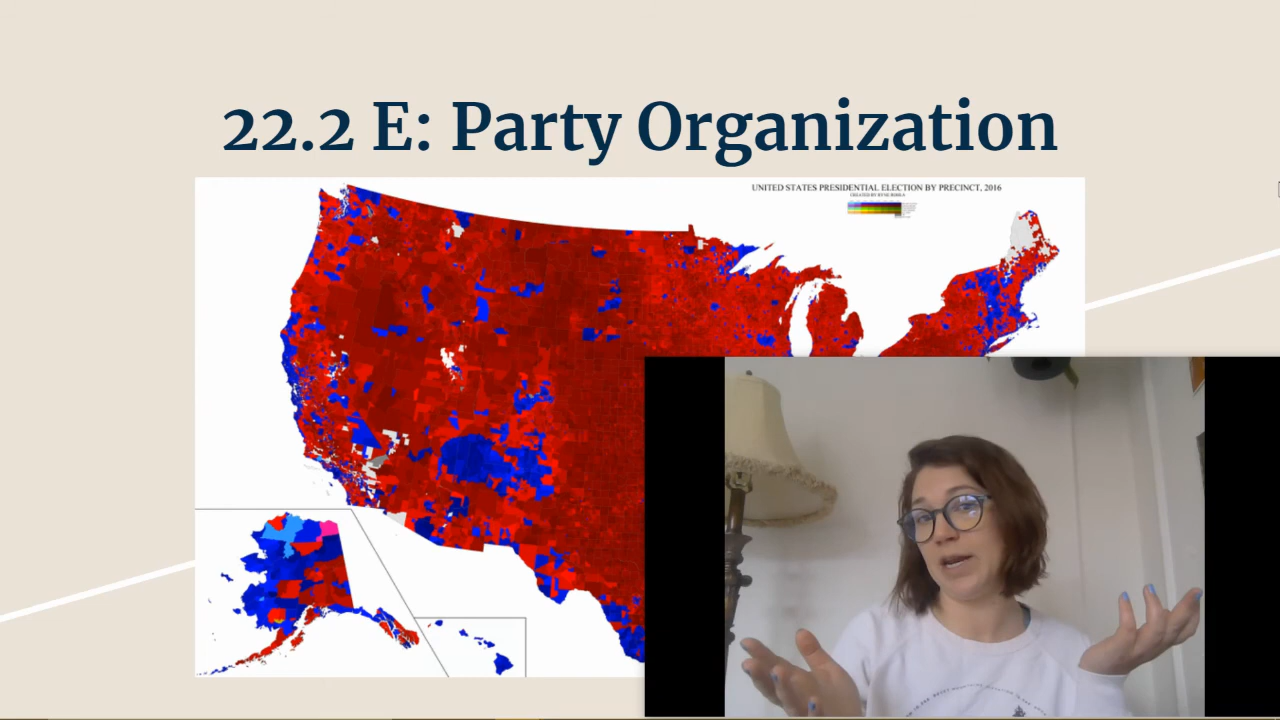 22.2 E: Party Organization
UNITED STATES PRESIDENTIAL ELECTION BY PRECINCT, 2016